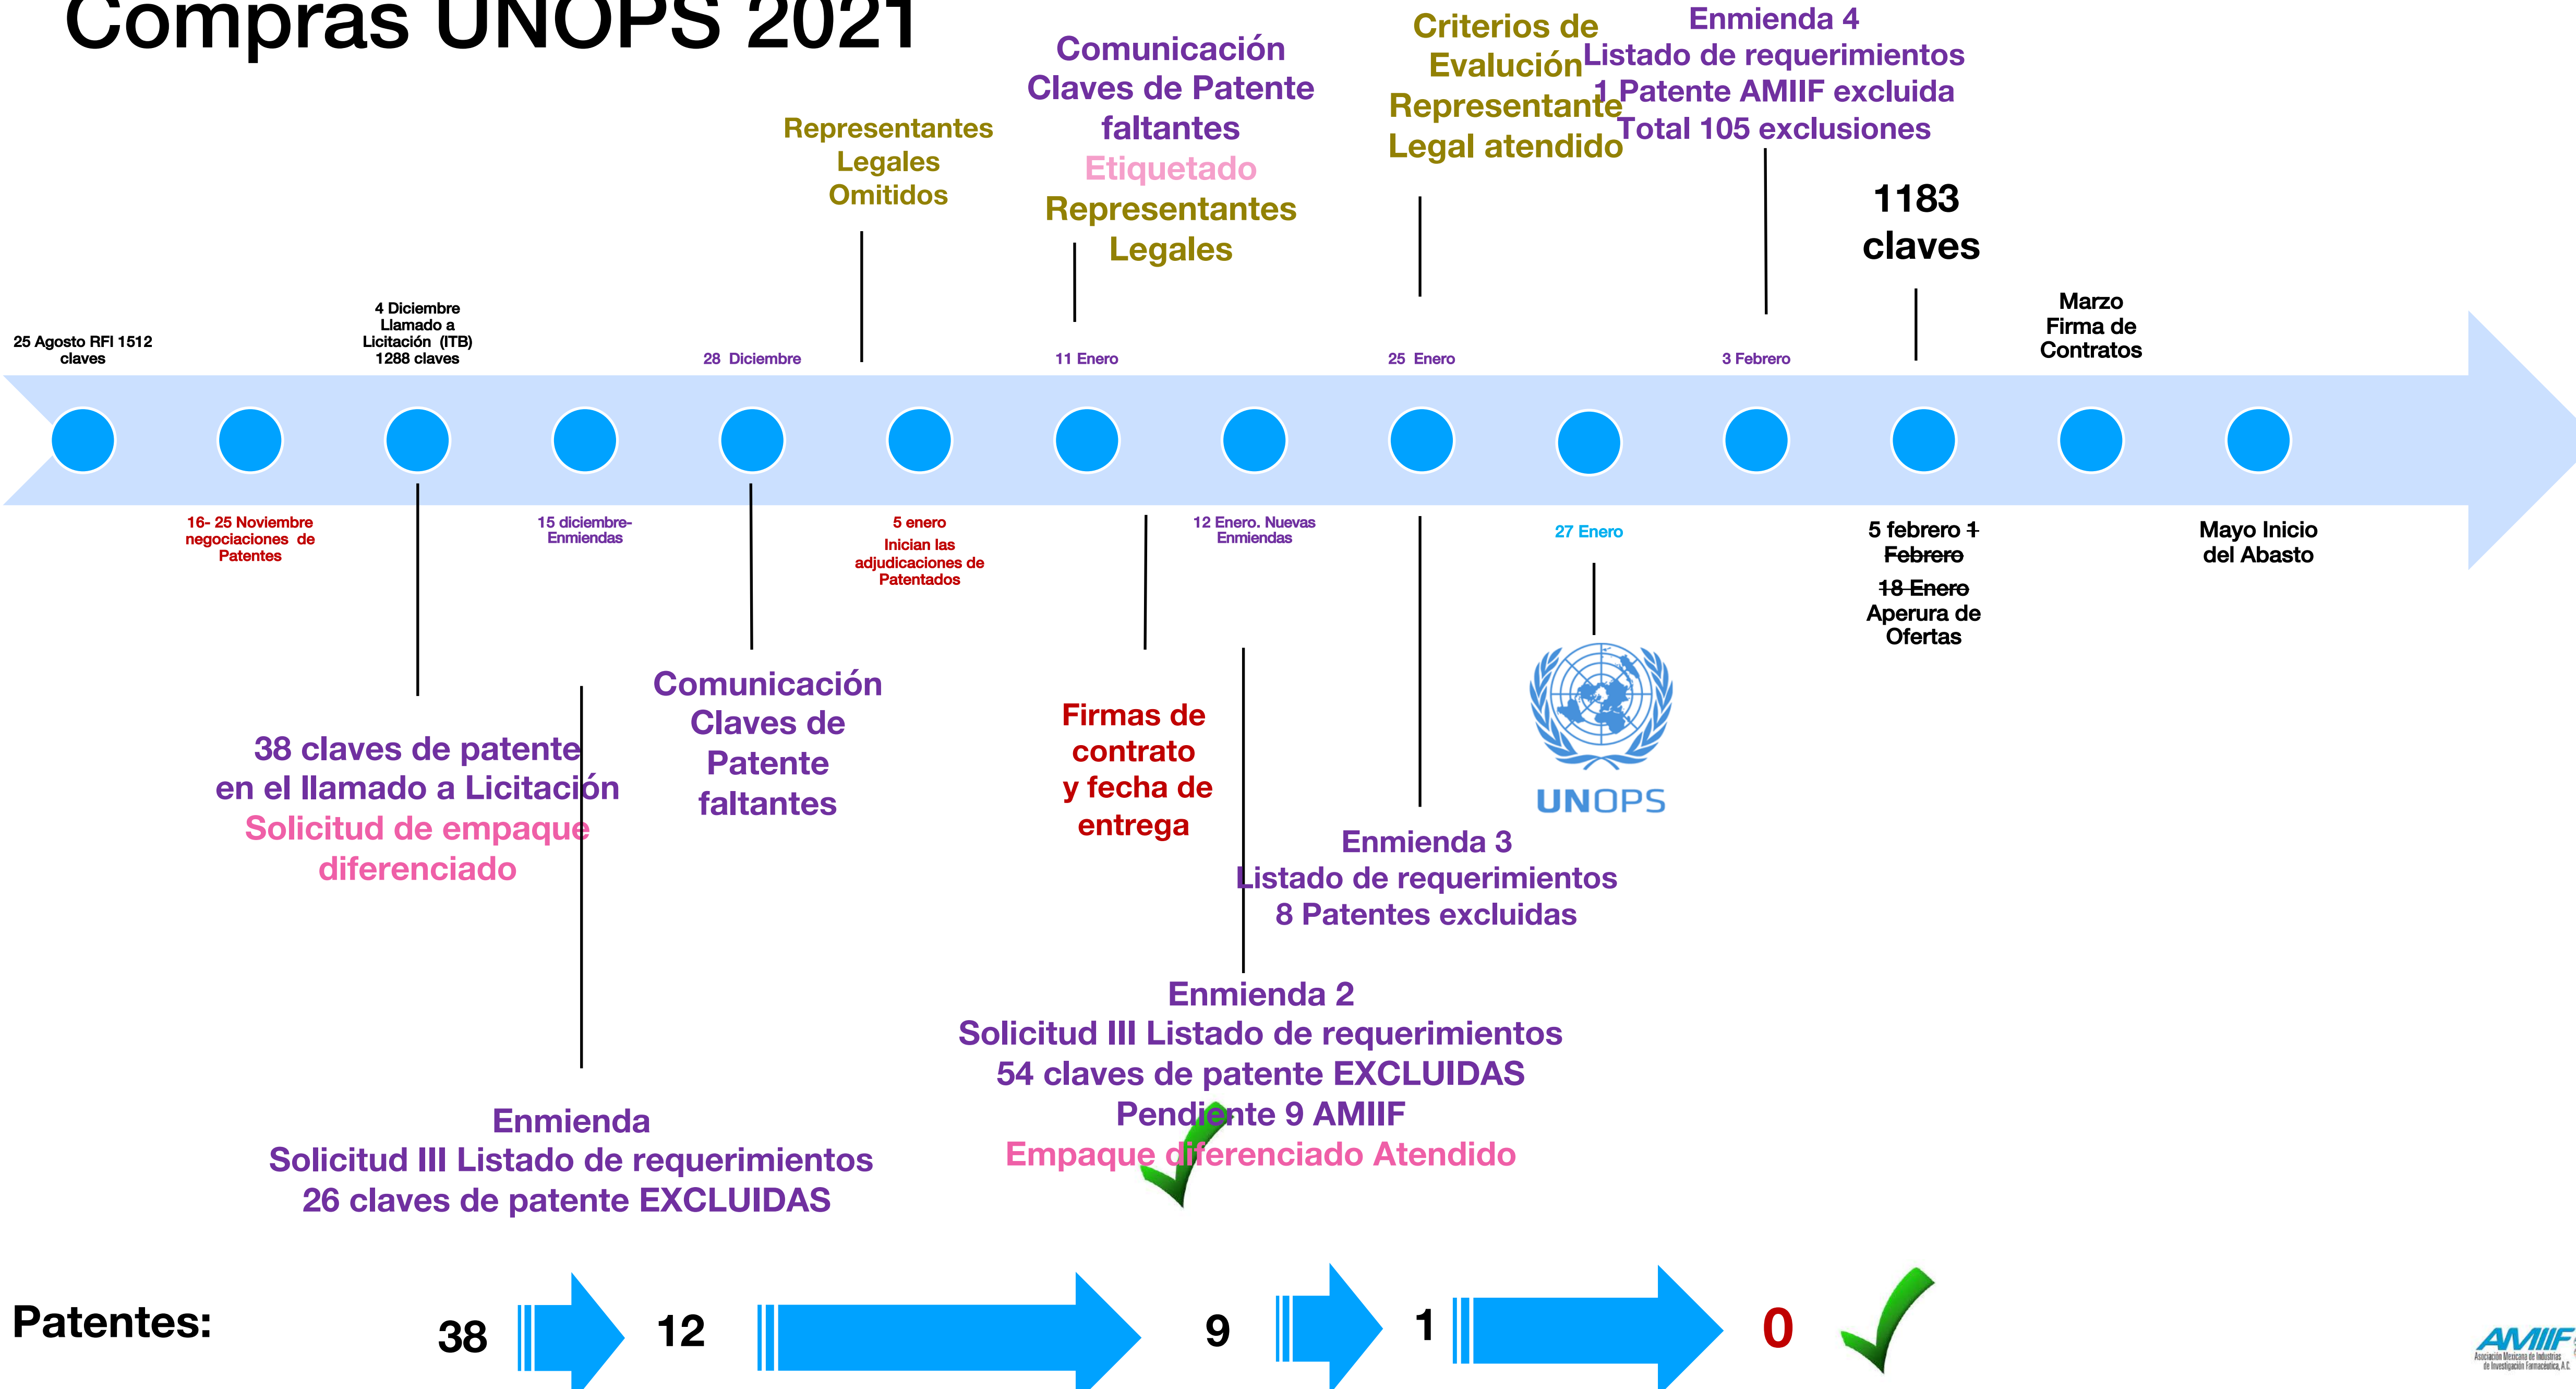 Compras UNOPS 2021
Representantes
Legales
Omitidos
Comunicación
Claves de Patente
faltantes
Etiquetado
Representantes
Legales
Criterios de
Evalución
Representante
Legal atendido
Enmienda 4
Listado de requerimientos
1 Patente AMIIF excluida
Total 105 exclusiones
1183
claves
25 Agosto RFI 1512
claves
4 Diciembre
Llamado a
Licitación (ITB)
1288 claves
28 Diciembre
11 Enero
25 Enero
3 Febrero
Marzo
Firma de
Contratos
16- 25 Noviembre
negociaciones de
Patentes
15 diciembre-
Enmiendas
5 enero
Inician las
adjudicaciones de
Patentados
12 Enero. Nuevas
Enmiendas
27 Enero
5 febrero 1
Febrero
18 Enero
Aperura de
Ofertas
Mayo Inicio
del Abasto
38 claves de patente
en el llamado a Licitación
Solicitud de empaque
diferenciado
Comunicación
Claves de
Patente
faltantes
Firmas de
contrato
y fecha de
entrega
UNOPS
Enmienda 3
Listado de requerimientos
8 Patentes excluidas
Enmienda 2
Solicitud III Listado de requerimientos
54 claves de patente EXCLUIDAS
Pendiente 9 AMIIF
Empaque diferenciado Atendido
Enmienda
Solicitud III Listado de requerimientos
26 claves de patente EXCLUIDAS
Patentes:
38
12
9
1
0
AMIIF
Asociación Mexicana de Industrias
de Investigación Farmacéutica, A.C.